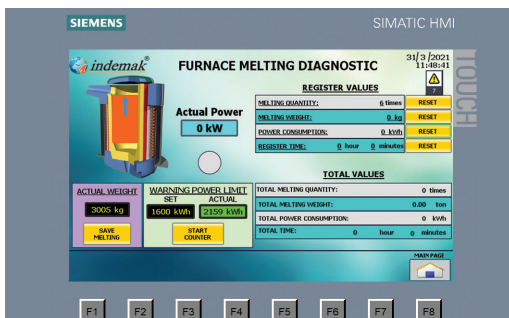 SIEMENS
SIMATIC HMI
TOUCH
indemak®
FURNACE MELTING DIAGNOSTIC
31/ 3 /2021
11:48:41
7
1
Actual Power
0 kW
REGISTER VALUES
MELTING QUANTITY: 6 times RESET
MELTING WEIGHT: 0 kg RESET
POWER CONSUMPTION: 0 kWh RESET
REGISTER TIME: 0 hour 0 minutes RESET
TOTAL VALUES
TOTAL MELTING QUANTITY: 0 times
TOTAL MELTING WEIGHT: 0.00 ton
TOTAL POWER CONSUMPTION: 0 kWh
TOTAL TIME: 0 hour 0 minutes
ACTUAL WEIGHT
3005 kg
SAVE
MELTING
WARNING POWER LIMIT
SET ACTUAL
1600 kWh 2159 kWh
START
COUNTER
MAIN PAGE
F1 F2 F3 F4 F5 F6 F7 F8